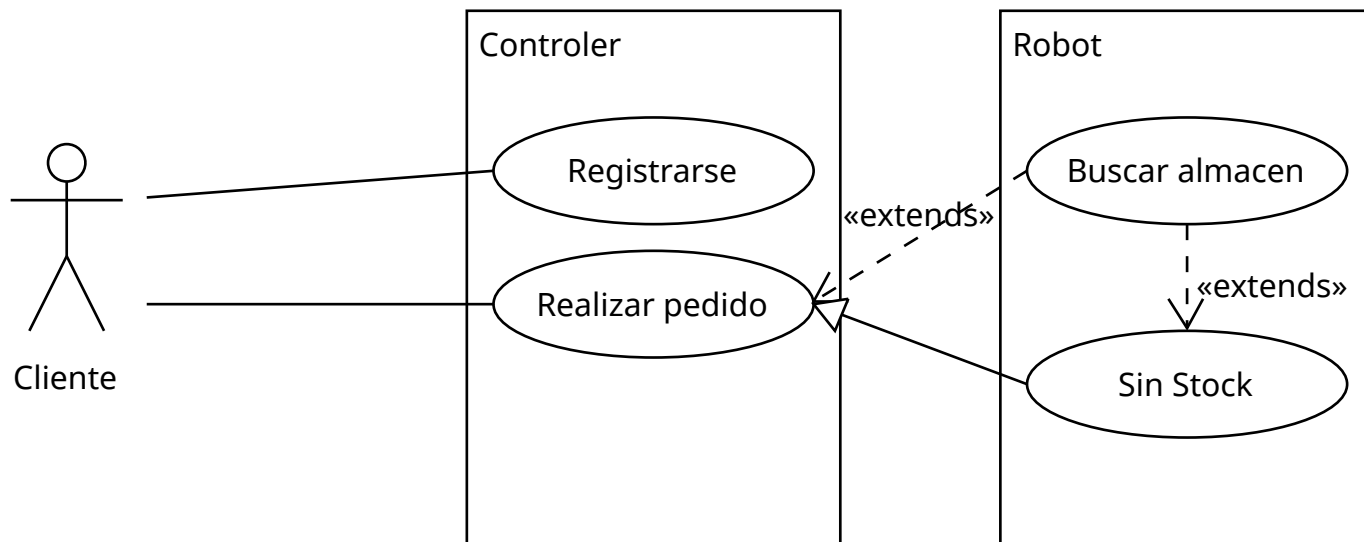 Controler
Robot
Registrarse
Buscar almacen
«extends»
«extends»
Realizar pedido
Cliente
Sin Stock